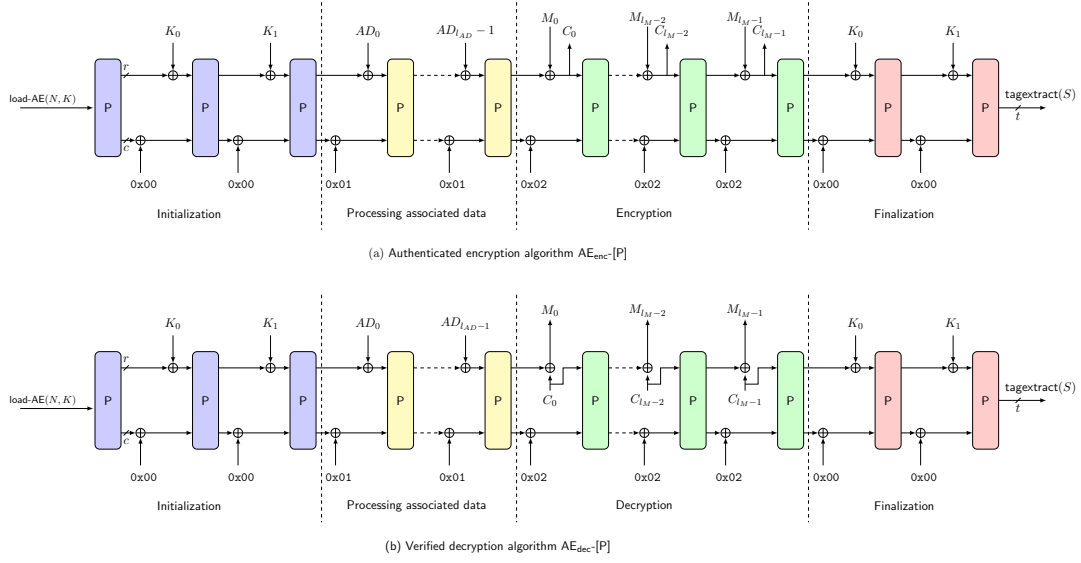 K_0 K_1 AD_0 AD_{l_{AD}} − 1 M_0 C_0 M_{l_M−2} C_{l_M−2} M_{l_M−1} C_{l_M−1} K_0 K_1
r
load-AE(N, K) P P P P P P P P P P tagextract(S)
t
c
0x00 0x00 0x01 0x01 0x02 0x02 0x02 0x00 0x00
Initialization Processing associated data Encryption Finalization
(a) Authenticated encryption algorithm AE_{enc}-[P]
K_0 K_1 AD_0 AD_{l_{AD}−1} M_0 M_{l_M−2} M_{l_M−1} K_0 K_1
r
load-AE(N, K) P P P P P P P P P P tagextract(S)
C_0 C_{l_M−2} C_{l_M−1}
t
c
0x00 0x00 0x01 0x01 0x02 0x02 0x02 0x00 0x00
Initialization Processing associated data Decryption Finalization
(b) Verified decryption algorithm AE_{dec}-[P]